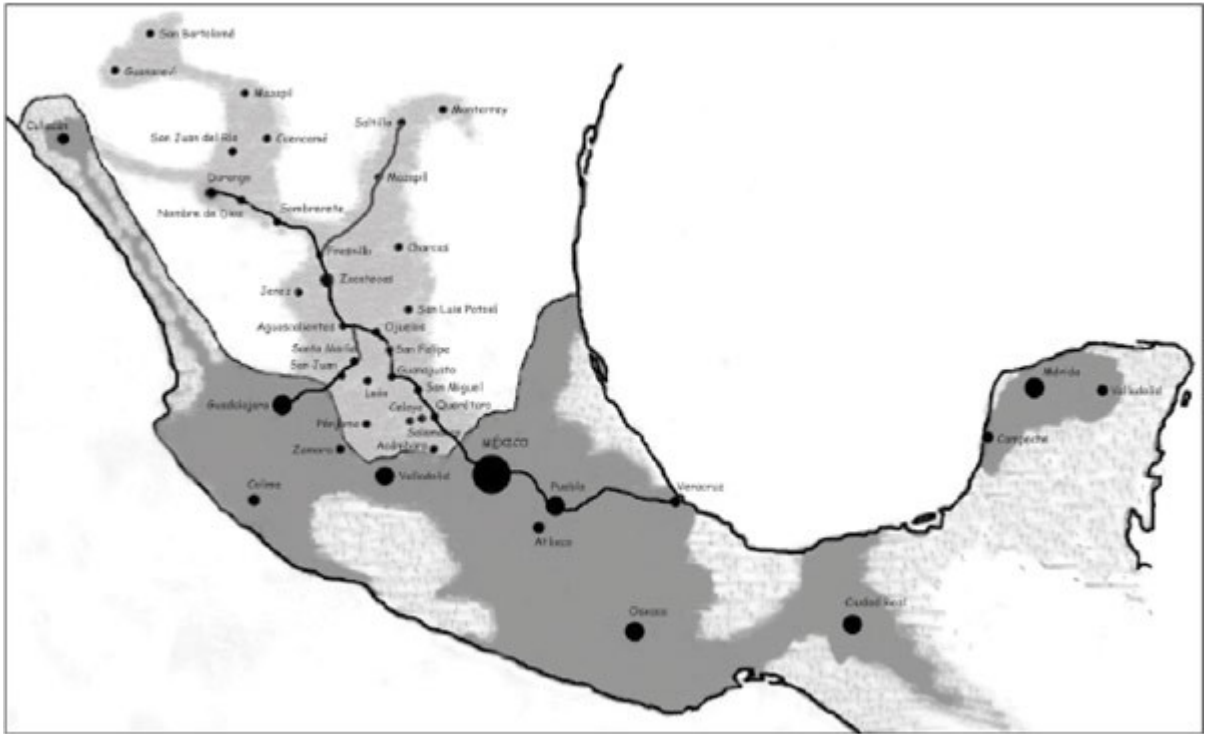 San Bartolomé
Guanaceví
Mazapil
Monterrey
Saltillo
Culiacán
San Juan del Río
Cuencamé
Durango
Mazapil
Nombre de Dios
Sombrerete
Charcas
Fresnillo
Zacatecas
Jerez
San Luis Potosí
Aguascalientes
Ojuelos
Santa María
San Felipe
San Juan
Guanajuato
Mérida
León
San Miguel
Valladolid
Guadalajara
Celaya
Querétaro
Pénjamo
Salamanca
Campeche
Acámbaro
MÉXICO
Zamora
Valladolid
Colima
Puebla
Veracruz
Atlixco
Oaxaca
Ciudad Real